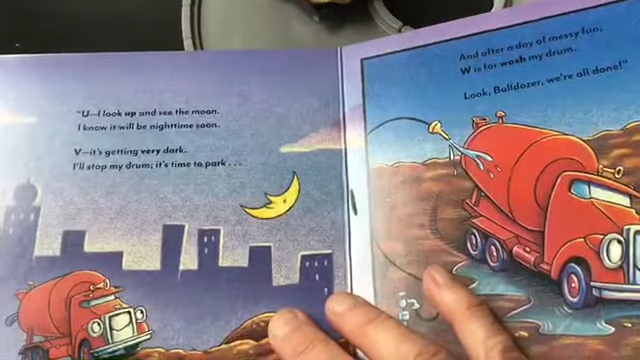 "U—I look up and see the moon.
I know it will be nighttime soon.
V—it's getting very dark.
I'll stop my drum; it's time to park . . .
And after a day of messy fun,
W is for wash my drum.
Look, Bulldozer, we're all done!"